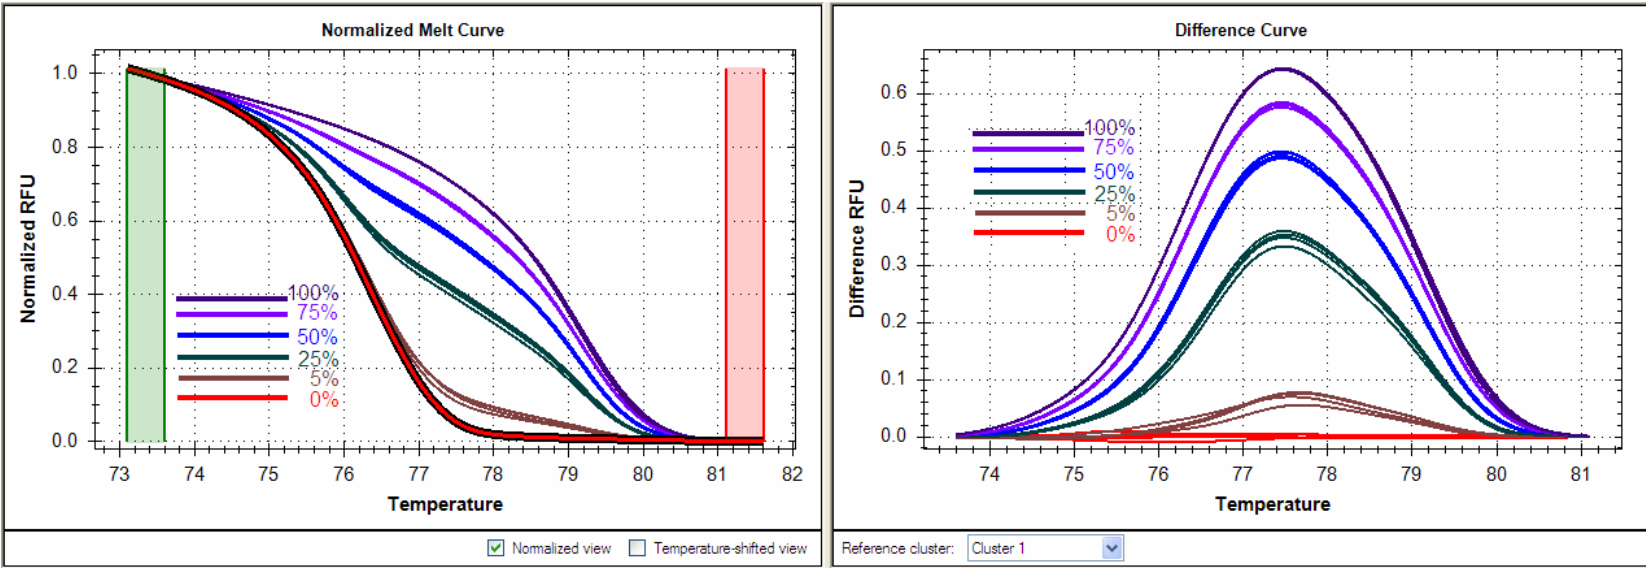 Normalized Melt Curve
Normalized RFU
1.0
0.8
0.6
0.4
0.2
0.0
100%
75%
50%
25%
5%
0%
73 74 75 76 77 78 79 80 81 82
Temperature
Normalized view Temperature-shifted view
Difference Curve
Difference RFU
0.6
0.5
0.4
0.3
0.2
0.1
0.0
100%
75%
50%
25%
5%
0%
74 75 76 77 78 79 80 81
Temperature
Reference cluster: Cluster 1